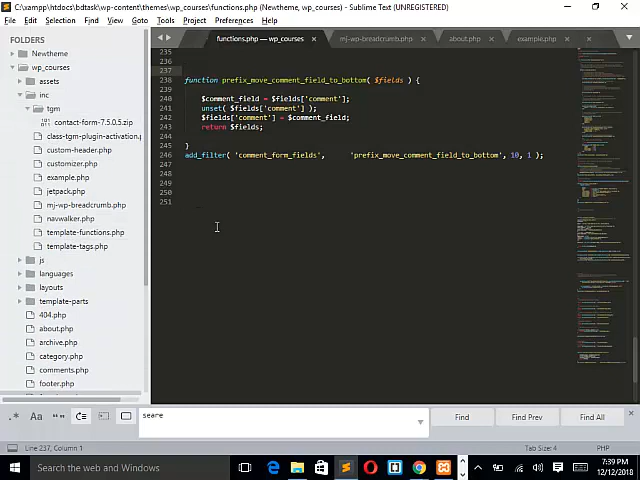 C:\xampp\htdocs\bdtask\wp-content\themes\wp_courses\functions.php (Newtheme, wp_courses) - Sublime Text (UNREGISTERED)
File Edit Selection Find View Goto Tools Project Preferences Help
FOLDERS
Newtheme
wp_courses
assets
inc
tgm
contact-form-7.5.0.5.zip
class-tgm-plugin-activation.p
custom-header.php
customizer.php
example.php
jetpack.php
mj-wp-breadcrumb.php
navwalker.php
template-functions.php
template-tags.php
js
languages
layouts
template-parts
404.php
about.php
archive.php
category.php
comments.php
footer.php
functions.php — wp_courses
mj-wp-breadcrumb.php
about.php
example.php
235
236
237
238 function prefix_move_comment_field_to_bottom( $fields ) {
239
240 $comment_field = $fields['comment'];
241 unset( $fields['comment'] );
242 $fields['comment'] = $comment_field;
243 return $fields;
244
245 }
246 add_filter( 'comment_form_fields', 'prefix_move_comment_field_to_bottom', 10, 1 );
247
248
249
250
251
.* Aa “” seare Find Find Prev Find All
Line 237, Column 1 Tab Size: 4 PHP
Search the web and Windows
7:39 PM
12/12/2018